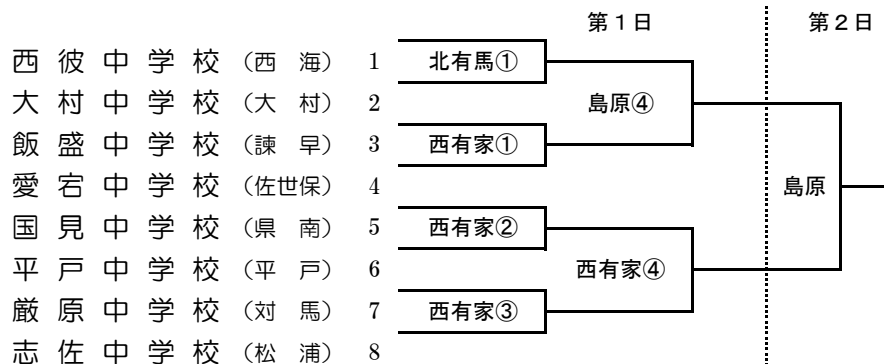 第１日 第２日
西彼中学校（西 海） 1 北有馬①
大村中学校（大 村） 2 島原④
飯盛中学校（諫 早） 3 西有家①
愛宕中学校（佐世保） 4 島原
国見中学校（県 南） 5 西有家②
平戸中学校（平 戸） 6 西有家④
厳原中学校（対 馬） 7 西有家③
志佐中学校（松 浦） 8